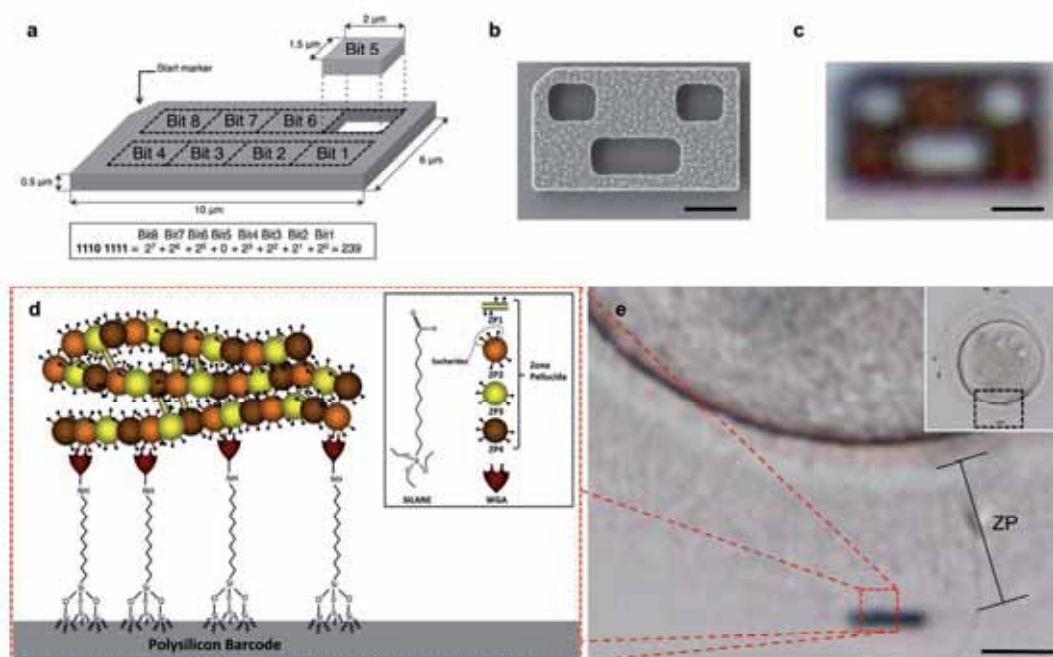 a
2 μm
1.5 μm
Bit 5
Start marker
Bit 8 Bit 7 Bit 6
Bit 4 Bit 3 Bit 2 Bit 1
0.5 μm
6 μm
10 μm
Bit8 Bit7 Bit6 Bit5 Bit4 Bit3 Bit2 Bit1
1110 1111 = 2⁷ + 2⁶ + 2⁵ + 0 + 2³ + 2² + 2¹ + 2⁰ = 239
b
c
d
ZP1
Saccharides
ZP2
Zona
Pellucida
ZP3
ZP4
SILANE
WGA
Polysilicon Barcode
e
ZP